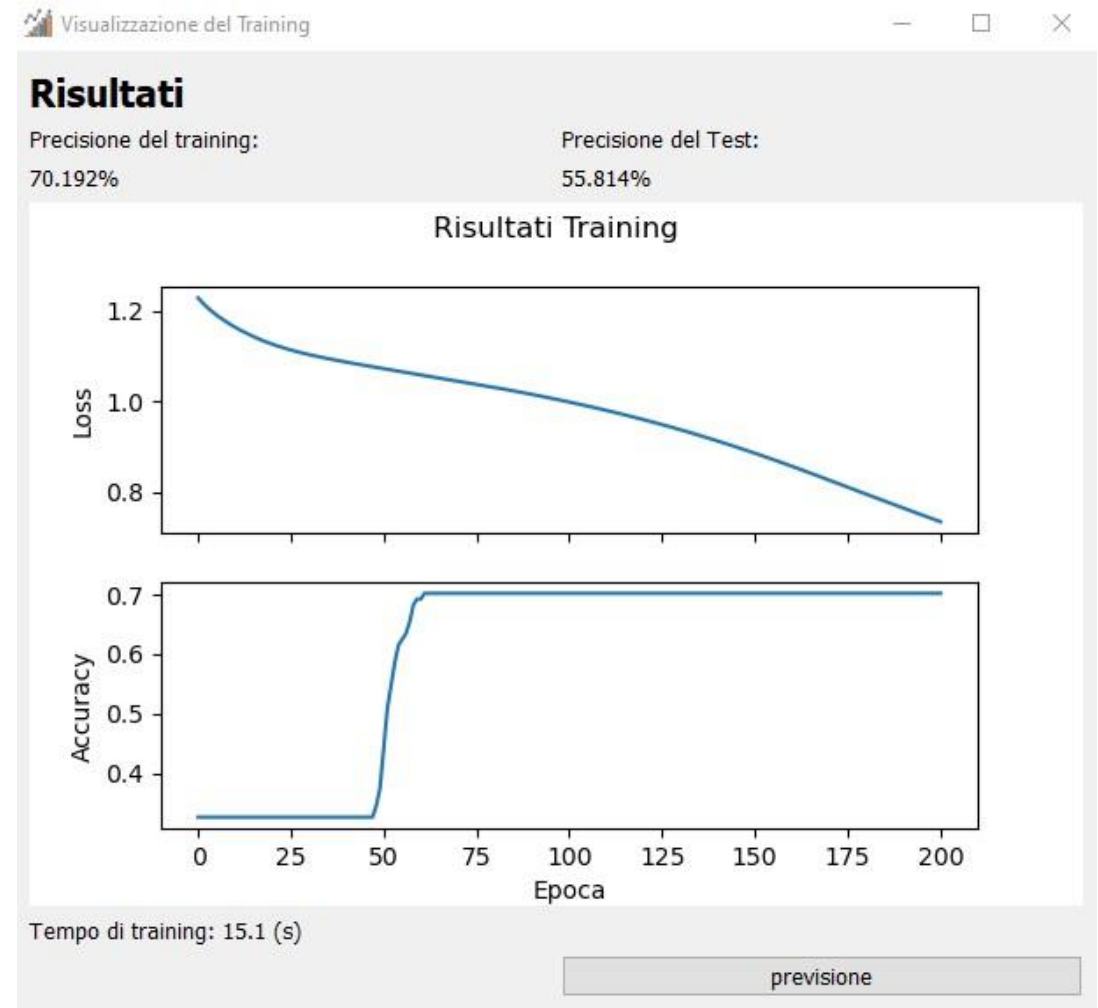 Visualizzazione del Training
Risultati
Precisione del training:
Precisione del Test:
70.192%
55.814%
Risultati Training
1.2
1.0
0.8
Loss
0.7
0.6
0.5
0.4
Accuracy
0 25 50 75 100 125 150 175 200
Epoca
Tempo di training: 15.1 (s)
previsione